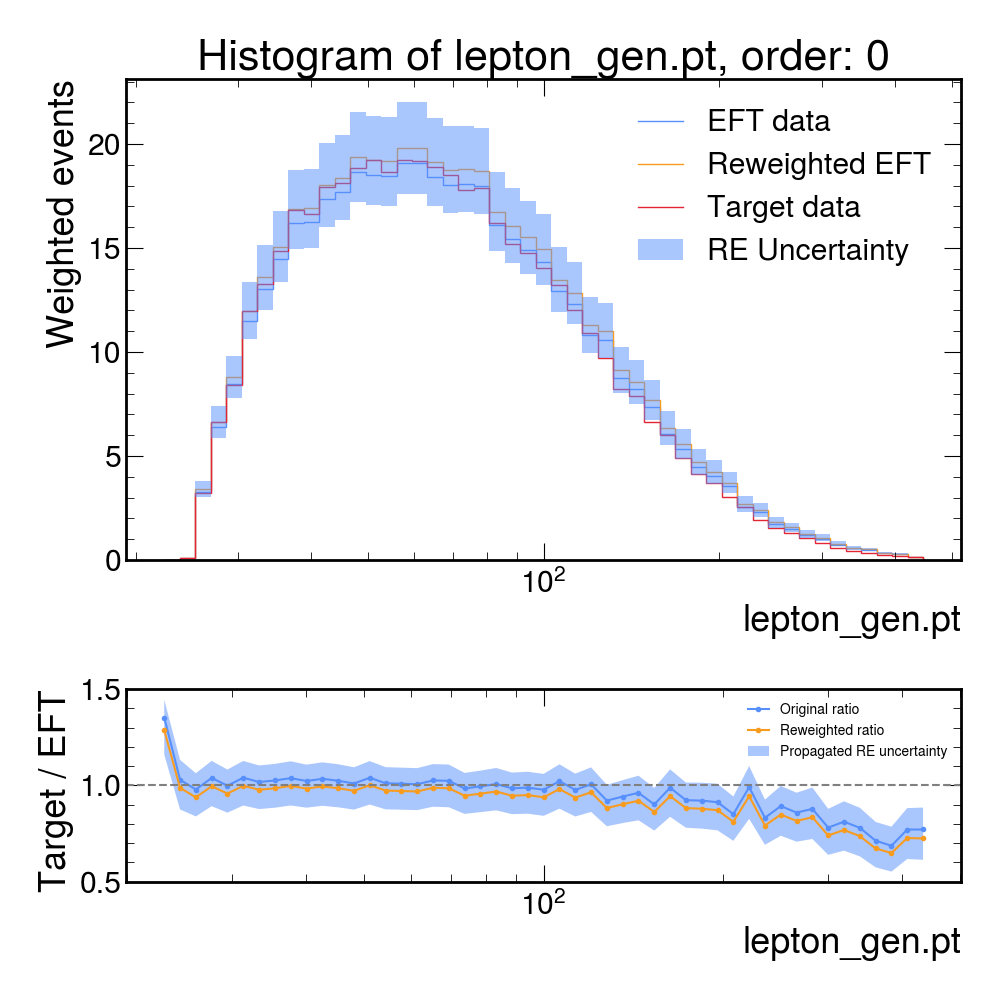 Histogram of lepton_gen.pt, order: 0
Weighted events
20
15
10
5
0
EFT data
Reweighted EFT
Target data
RE Uncertainty
10²
lepton_gen.pt
Target / EFT
1.5
1.0
0.5
Original ratio
Reweighted ratio
Propagated RE uncertainty
10²
lepton_gen.pt